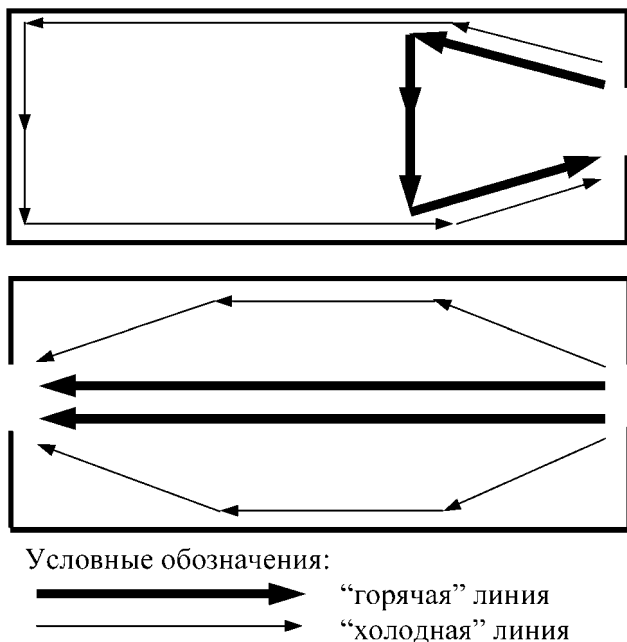 Условные обозначения:
“горячая” линия
“холодная” линия